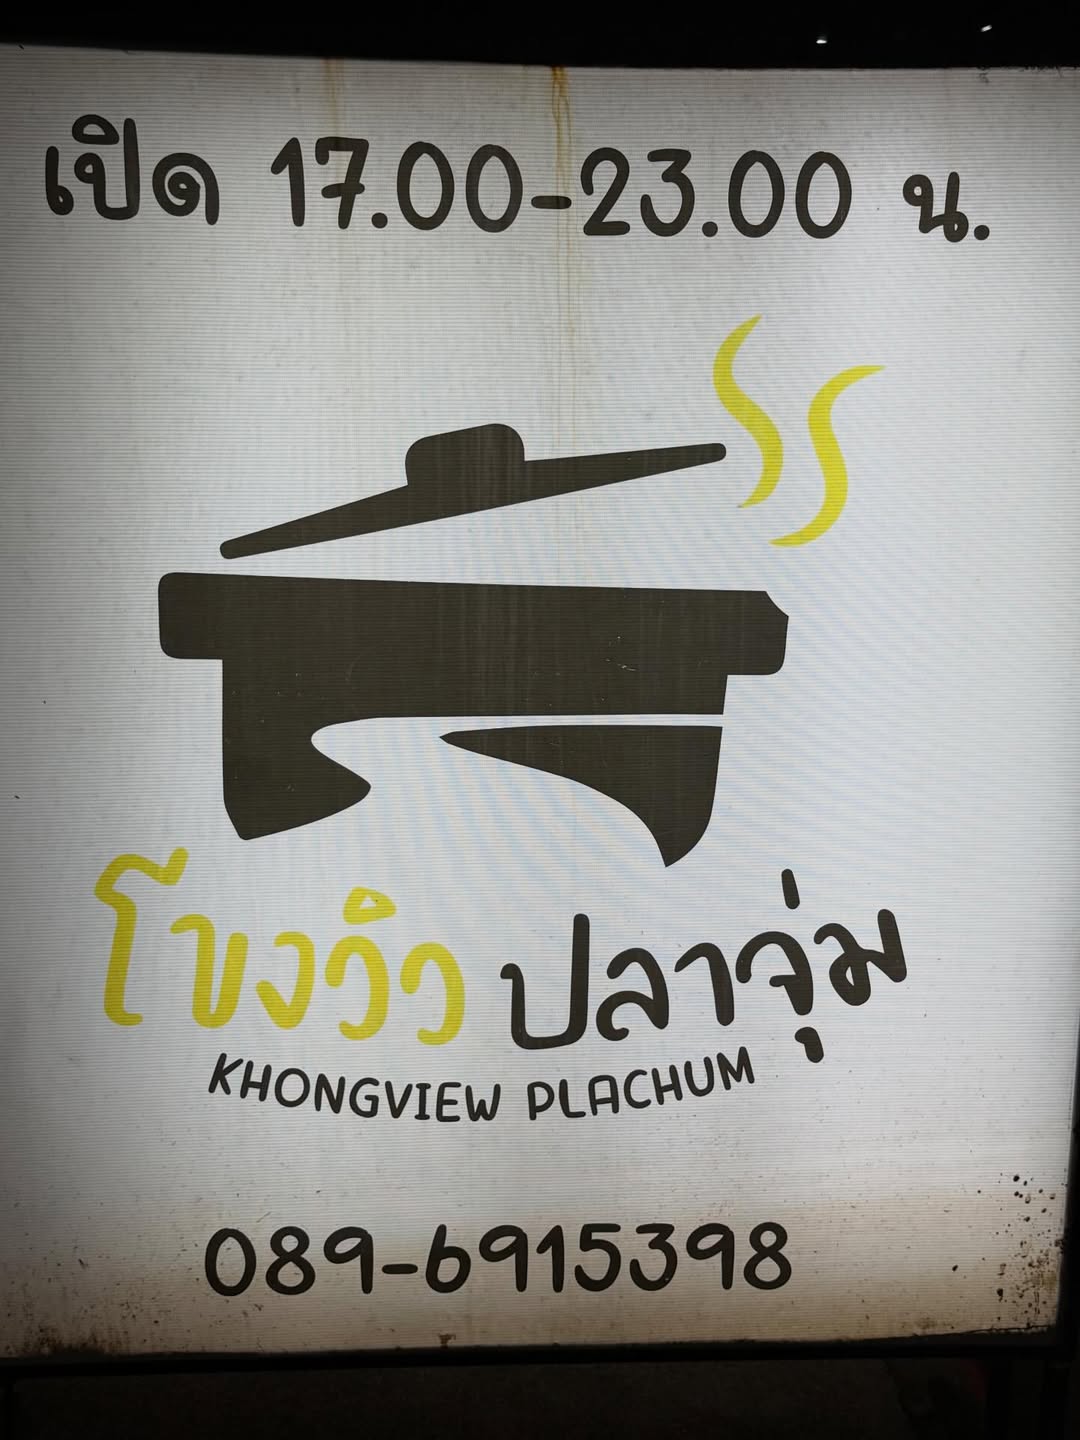 เปิด 17.00-23.00 น.
โขงวิว ปลาจุ่ม
KHONGVIEW PLACHUM
089-6915398